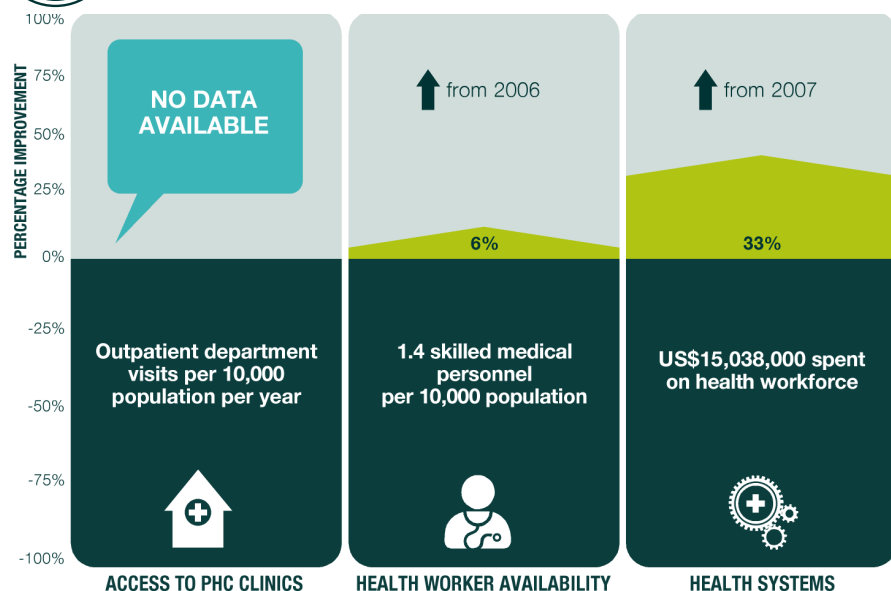 100%
75%
50%
25%
0%
-25%
-50%
-75%
-100%
PERCENTAGE IMPROVEMENT
NO DATA
AVAILABLE
Outpatient department
visits per 10,000
population per year
ACCESS TO PHC CLINICS
from 2006
6%
1.4 skilled medical
personnel
per 10,000 population
HEALTH WORKER AVAILABILITY
from 2007
33%
US$15,038,000 spent
on health workforce
HEALTH SYSTEMS